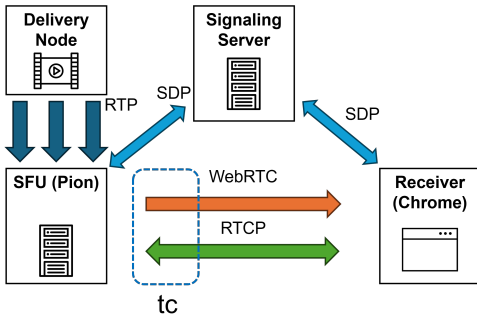 Delivery
Node
Signaling
Server
RTP
SDP
SDP
SFU (Pion)
WebRTC
Receiver
(Chrome)
RTCP
tc